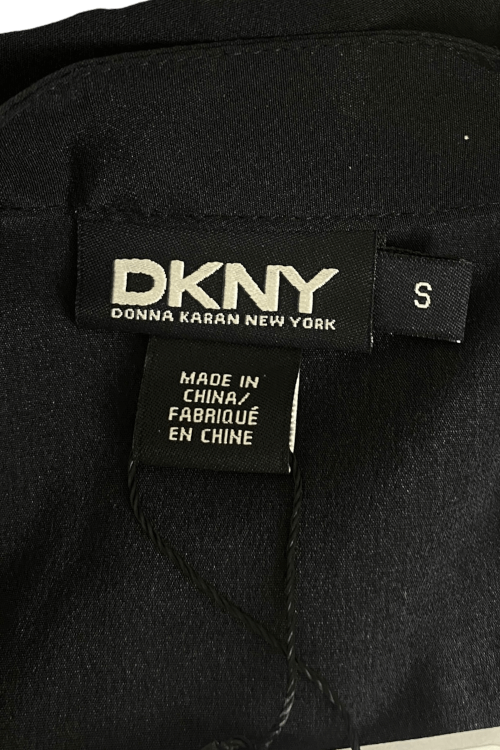 DKNY
DONNA KARAN NEW YORK
S
MADE IN
CHINA/
FABRIQUÉ
EN CHINE